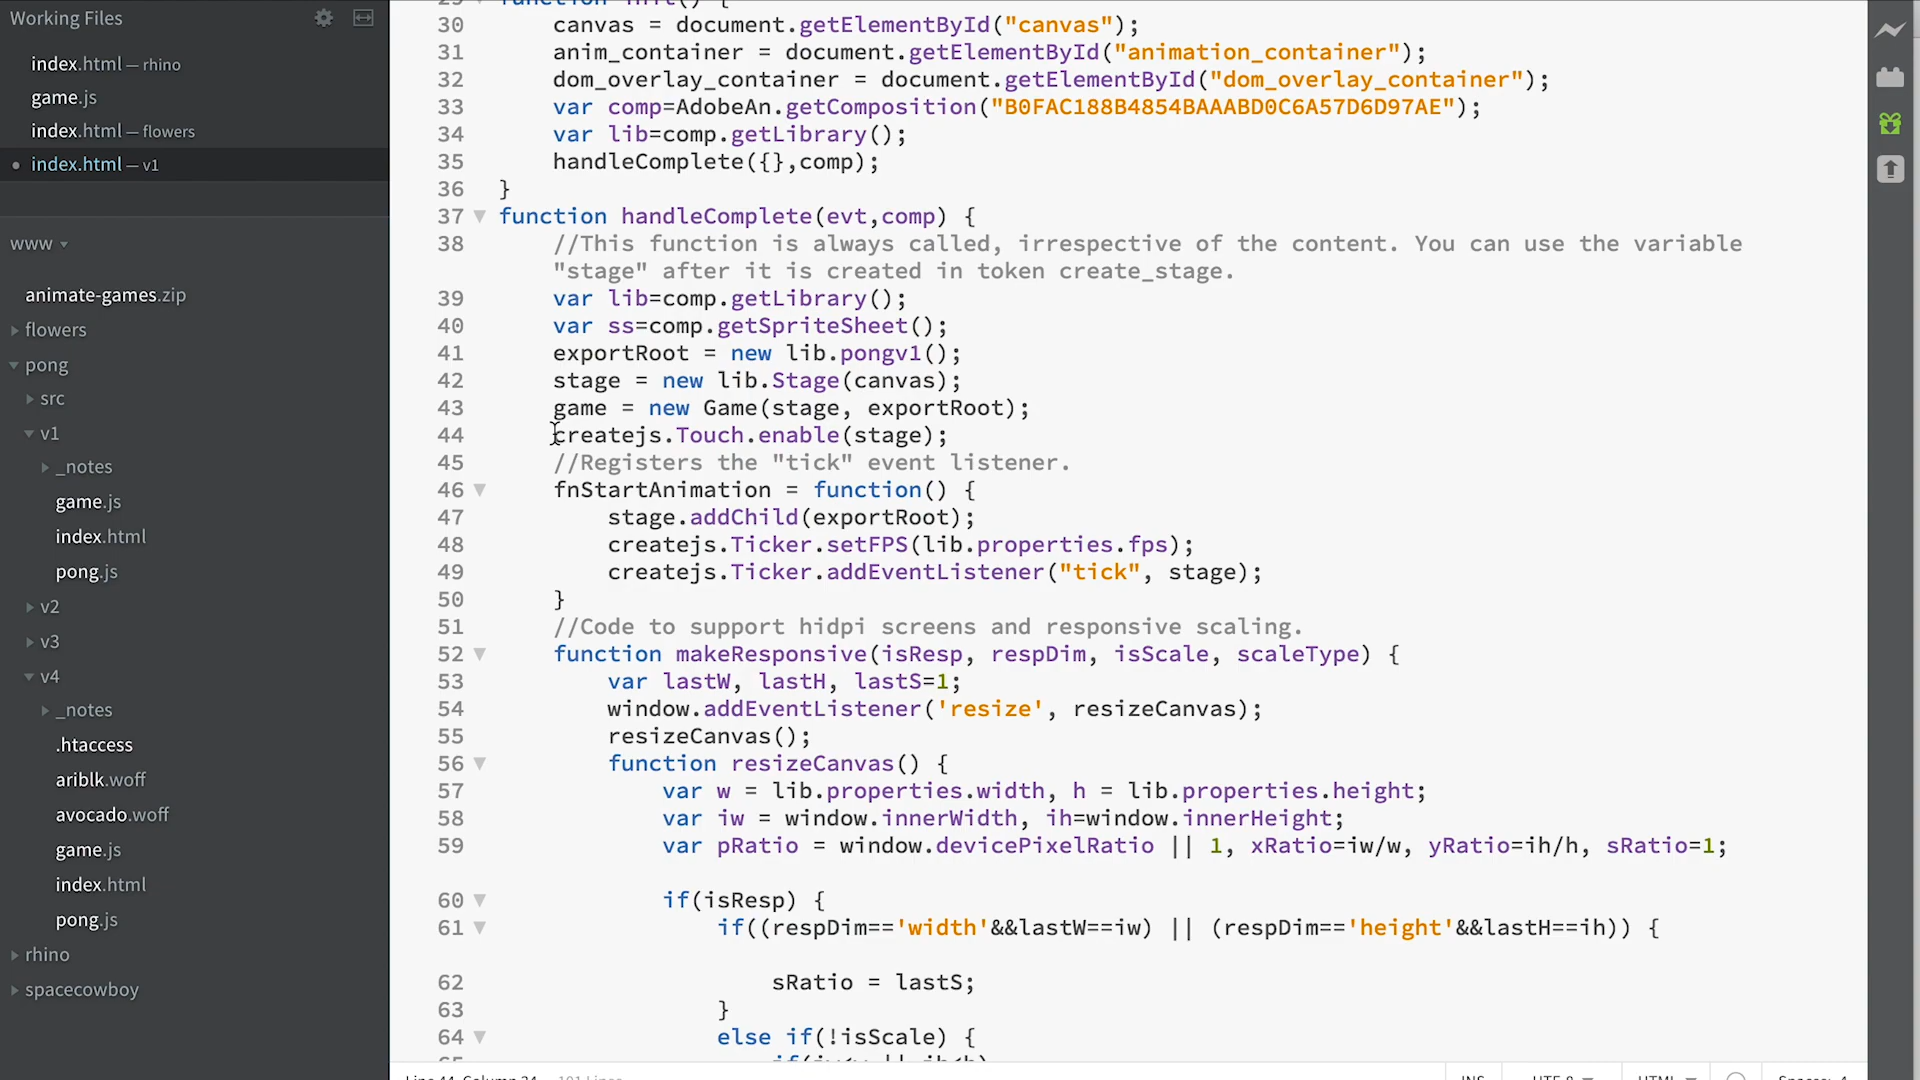 Working Files
index.html — rhino
game.js
index.html — flowers
index.html — v1
www
animate-games.zip
flowers
pong
src
v1
_notes
game.js
index.html
pong.js
v2
v3
v4
_notes
.htaccess
ariblk.woff
avocado.woff
game.js
index.html
pong.js
rhino
spacecowboy
30 canvas = document.getElementById("canvas");
31 anim_container = document.getElementById("animation_container");
32 dom_overlay_container = document.getElementById("dom_overlay_container");
33 var comp=AdobeAn.getComposition("B0FAC188B4854BAAABD0C6A57D6D97AE");
34 var lib=comp.getLibrary();
35 handleComplete({},comp);
36 }
37 function handleComplete(evt,comp) {
38 //This function is always called, irrespective of the content. You can use the variable
"stage" after it is created in token create_stage.
39 var lib=comp.getLibrary();
40 var ss=comp.getSpriteSheet();
41 exportRoot = new lib.pongv1();
42 stage = new lib.Stage(canvas);
43 game = new Game(stage, exportRoot);
44 createjs.Touch.enable(stage);
45 //Registers the "tick" event listener.
46 fnStartAnimation = function() {
47 stage.addChild(exportRoot);
48 createjs.Ticker.setFPS(lib.properties.fps);
49 createjs.Ticker.addEventListener("tick", stage);
50 }
51 //Code to support hidpi screens and responsive scaling.
52 function makeResponsive(isResp, respDim, isScale, scaleType) {
53 var lastW, lastH, lastS=1;
54 window.addEventListener('resize', resizeCanvas);
55 resizeCanvas();
56 function resizeCanvas() {
57 var w = lib.properties.width, h = lib.properties.height;
58 var iw = window.innerWidth, ih=window.innerHeight;
59 var pRatio = window.devicePixelRatio || 1, xRatio=iw/w, yRatio=ih/h, sRatio=1;
60 if(isResp) {
61 if((respDim=='width'&&lastW==iw) || (respDim=='height'&&lastH==ih)) {
62 sRatio = lastS;
63 }
64 else if(!isScale) {